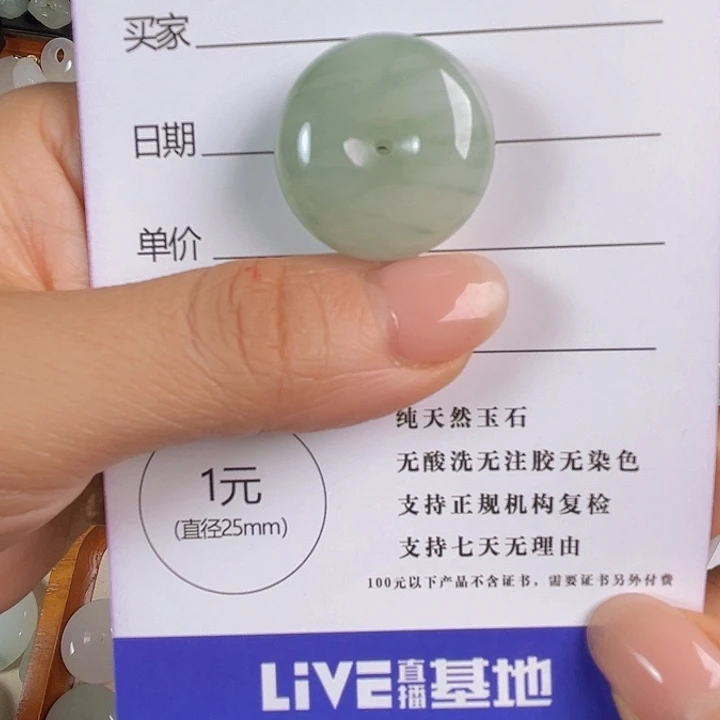 买家
日期
单价
纯天然玉石
无酸洗无注胶无染色
支持正规机构复检
支持七天无理由
1元
(直径25mm)
100元以下产品不含证书，需要证书另外付费
LiVE直播基地